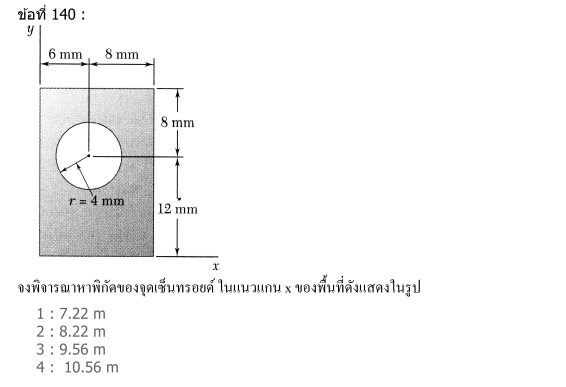 ข้อที่ 140 :
y
6 mm 8 mm
8 mm
r = 4 mm
12 mm
x
จงพิจารณาหาพิกัดของจุดเซ็นทรอยด์ ในแนวแกน x ของพื้นที่ดังแสดงในรูป
1 : 7.22 m
2 : 8.22 m
3 : 9.56 m
4 : 10.56 m